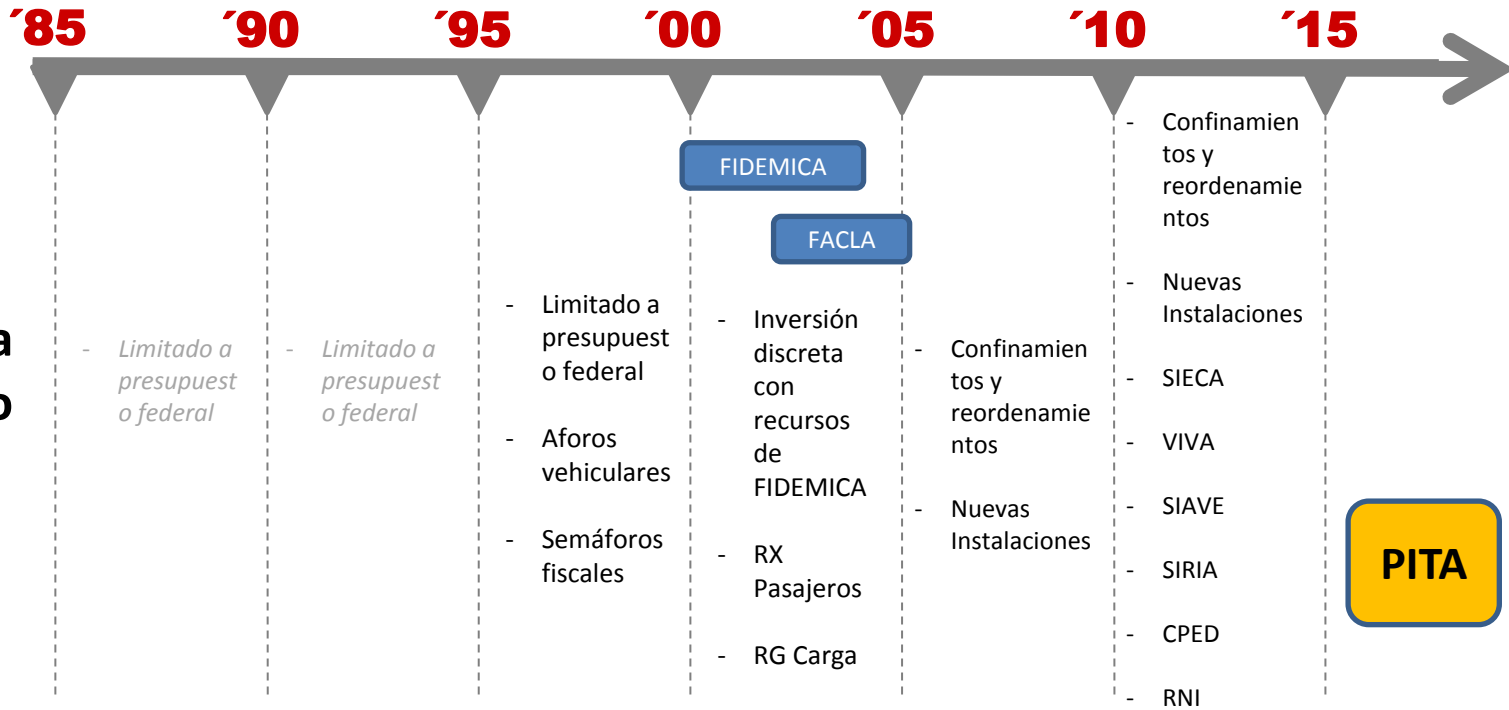 ´85 ´90 ´95 ´00 ´05 ´10 ´15
FIDEMICA
FACLA
a
o
- Limitado a
presupuest
o federal
- Limitado a
presupuest
o federal
- Limitado a
presupuest
o federal
- Aforos
vehiculares
- Semáforos
fiscales
- Inversión
discreta
con
recursos
de
FIDEMICA
- RX
Pasajeros
- RG Carga
- Confinamien
tos y
reordenamie
ntos
- Nuevas
Instalaciones
- Confinamien
tos y
reordenamie
ntos
- Nuevas
Instalaciones
- SIECA
- VIVA
- SIAVE
- SIRIA
- CPED
- RNI
PITA